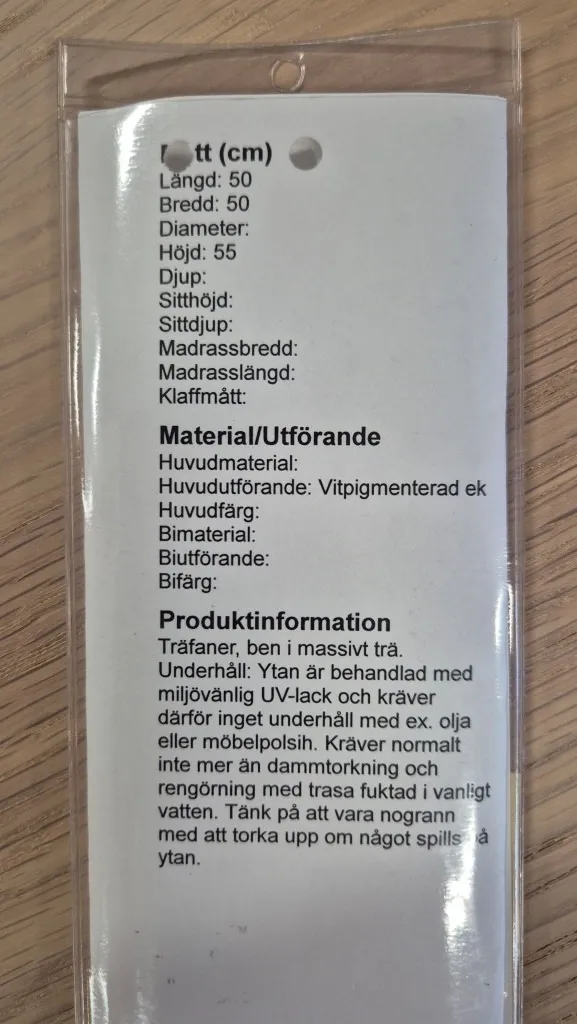 tt (cm)
Längd: 50
Bredd: 50
Diameter:
Höjd: 55
Djup:
Sitthöjd:
Sittdjup:
Madrassbredd:
Madrasslängd:
Klaffmått:
Material/Utförande
Huvudmaterial:
Huvudutförande: Vitpigmenterad ek
Huvudfärg:
Bimaterial:
Biutförande:
Bifärg:
Produktinformation
Träfaner, ben i massivt trä.
Underhåll: Ytan är behandlad med
miljövänlig UV-lack och kräver
därför inget underhåll med ex. olja
eller möbelpolsih. Kräver normalt
inte mer än dammtorkning och
rengörning med trasa fuktad i vanligt
vatten. Tänk på att vara nogrann
med att torka upp om något spills på
ytan.